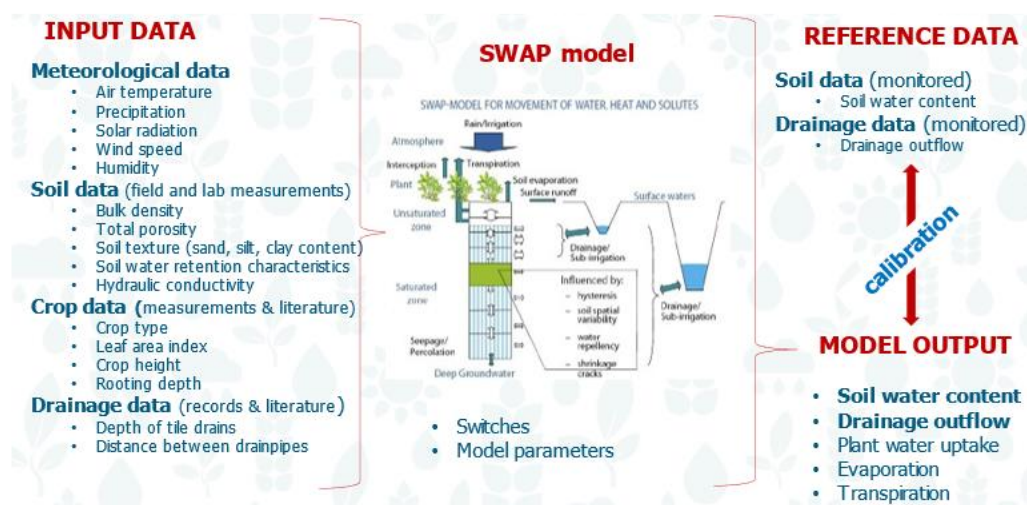 INPUT DATA
Meteorological data
• Air temperature
• Precipitation
• Solar radiation
• Wind speed
• Humidity
Soil data (field and lab measurements)
• Bulk density
• Total porosity
• Soil texture (sand, silt, clay content)
• Soil water retention characteristics
• Hydraulic conductivity
Crop data (measurements & literature)
• Crop type
• Leaf area index
• Crop height
• Rooting depth
Drainage data (records & literature)
• Depth of tile drains
• Distance between drainpipes
SWAP model
SWAP-MODEL FOR MOVEMENT OF WATER, HEAT AND SOLUTES
Rain/Irrigation
Atmosphere
Interception
Transpiration
Plant
Soil evaporation
Surface runoff
Surface waters
Unsaturated
zone
Drainage/
Sub-irrigation
Saturated
zone
Influenced by:
– hysteresis
– soil spatial
variability
– water
repellency
– shrinkage
cracks
Drainage/
Sub-irrigation
Seepage/
Percolation
Deep Groundwater
• Switches
• Model parameters
REFERENCE DATA
Soil data (monitored)
• Soil water content
Drainage data (monitored)
• Drainage outflow
calibration
MODEL OUTPUT
• Soil water content
• Drainage outflow
• Plant water uptake
• Evaporation
• Transpiration